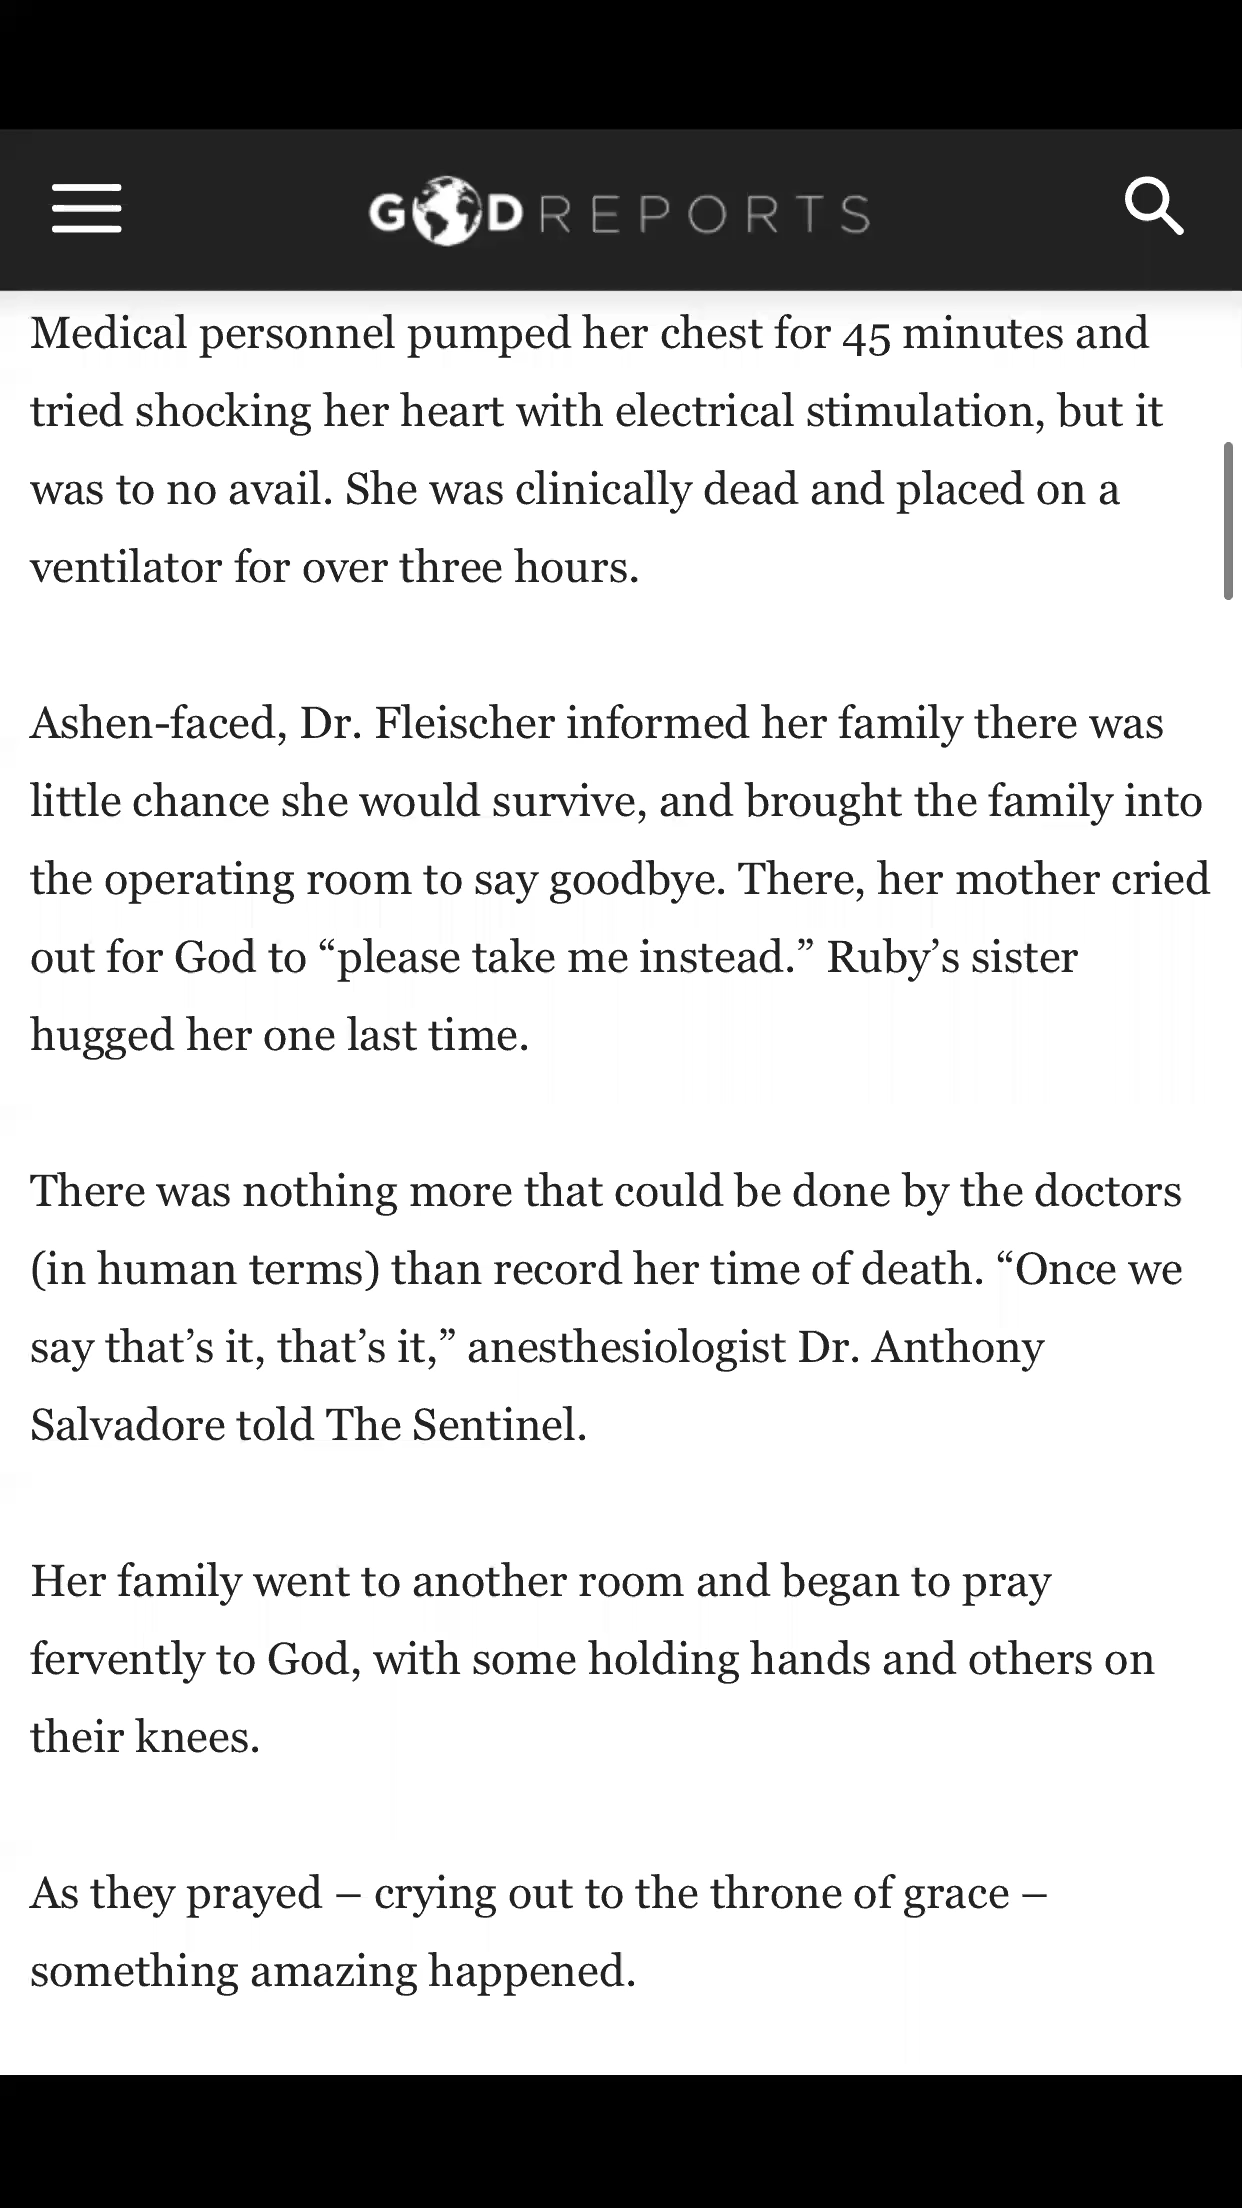 GODREPORTS
Medical personnel pumped her chest for 45 minutes and
tried shocking her heart with electrical stimulation, but it
was to no avail. She was clinically dead and placed on a
ventilator for over three hours.
Ashen-faced, Dr. Fleischer informed her family there was
little chance she would survive, and brought the family into
the operating room to say goodbye. There, her mother cried
out for God to “please take me instead.” Ruby’s sister
hugged her one last time.
There was nothing more that could be done by the doctors
(in human terms) than record her time of death. “Once we
say that’s it, that’s it,” anesthesiologist Dr. Anthony
Salvadore told The Sentinel.
Her family went to another room and began to pray
fervently to God, with some holding hands and others on
their knees.
As they prayed – crying out to the throne of grace –
something amazing happened.